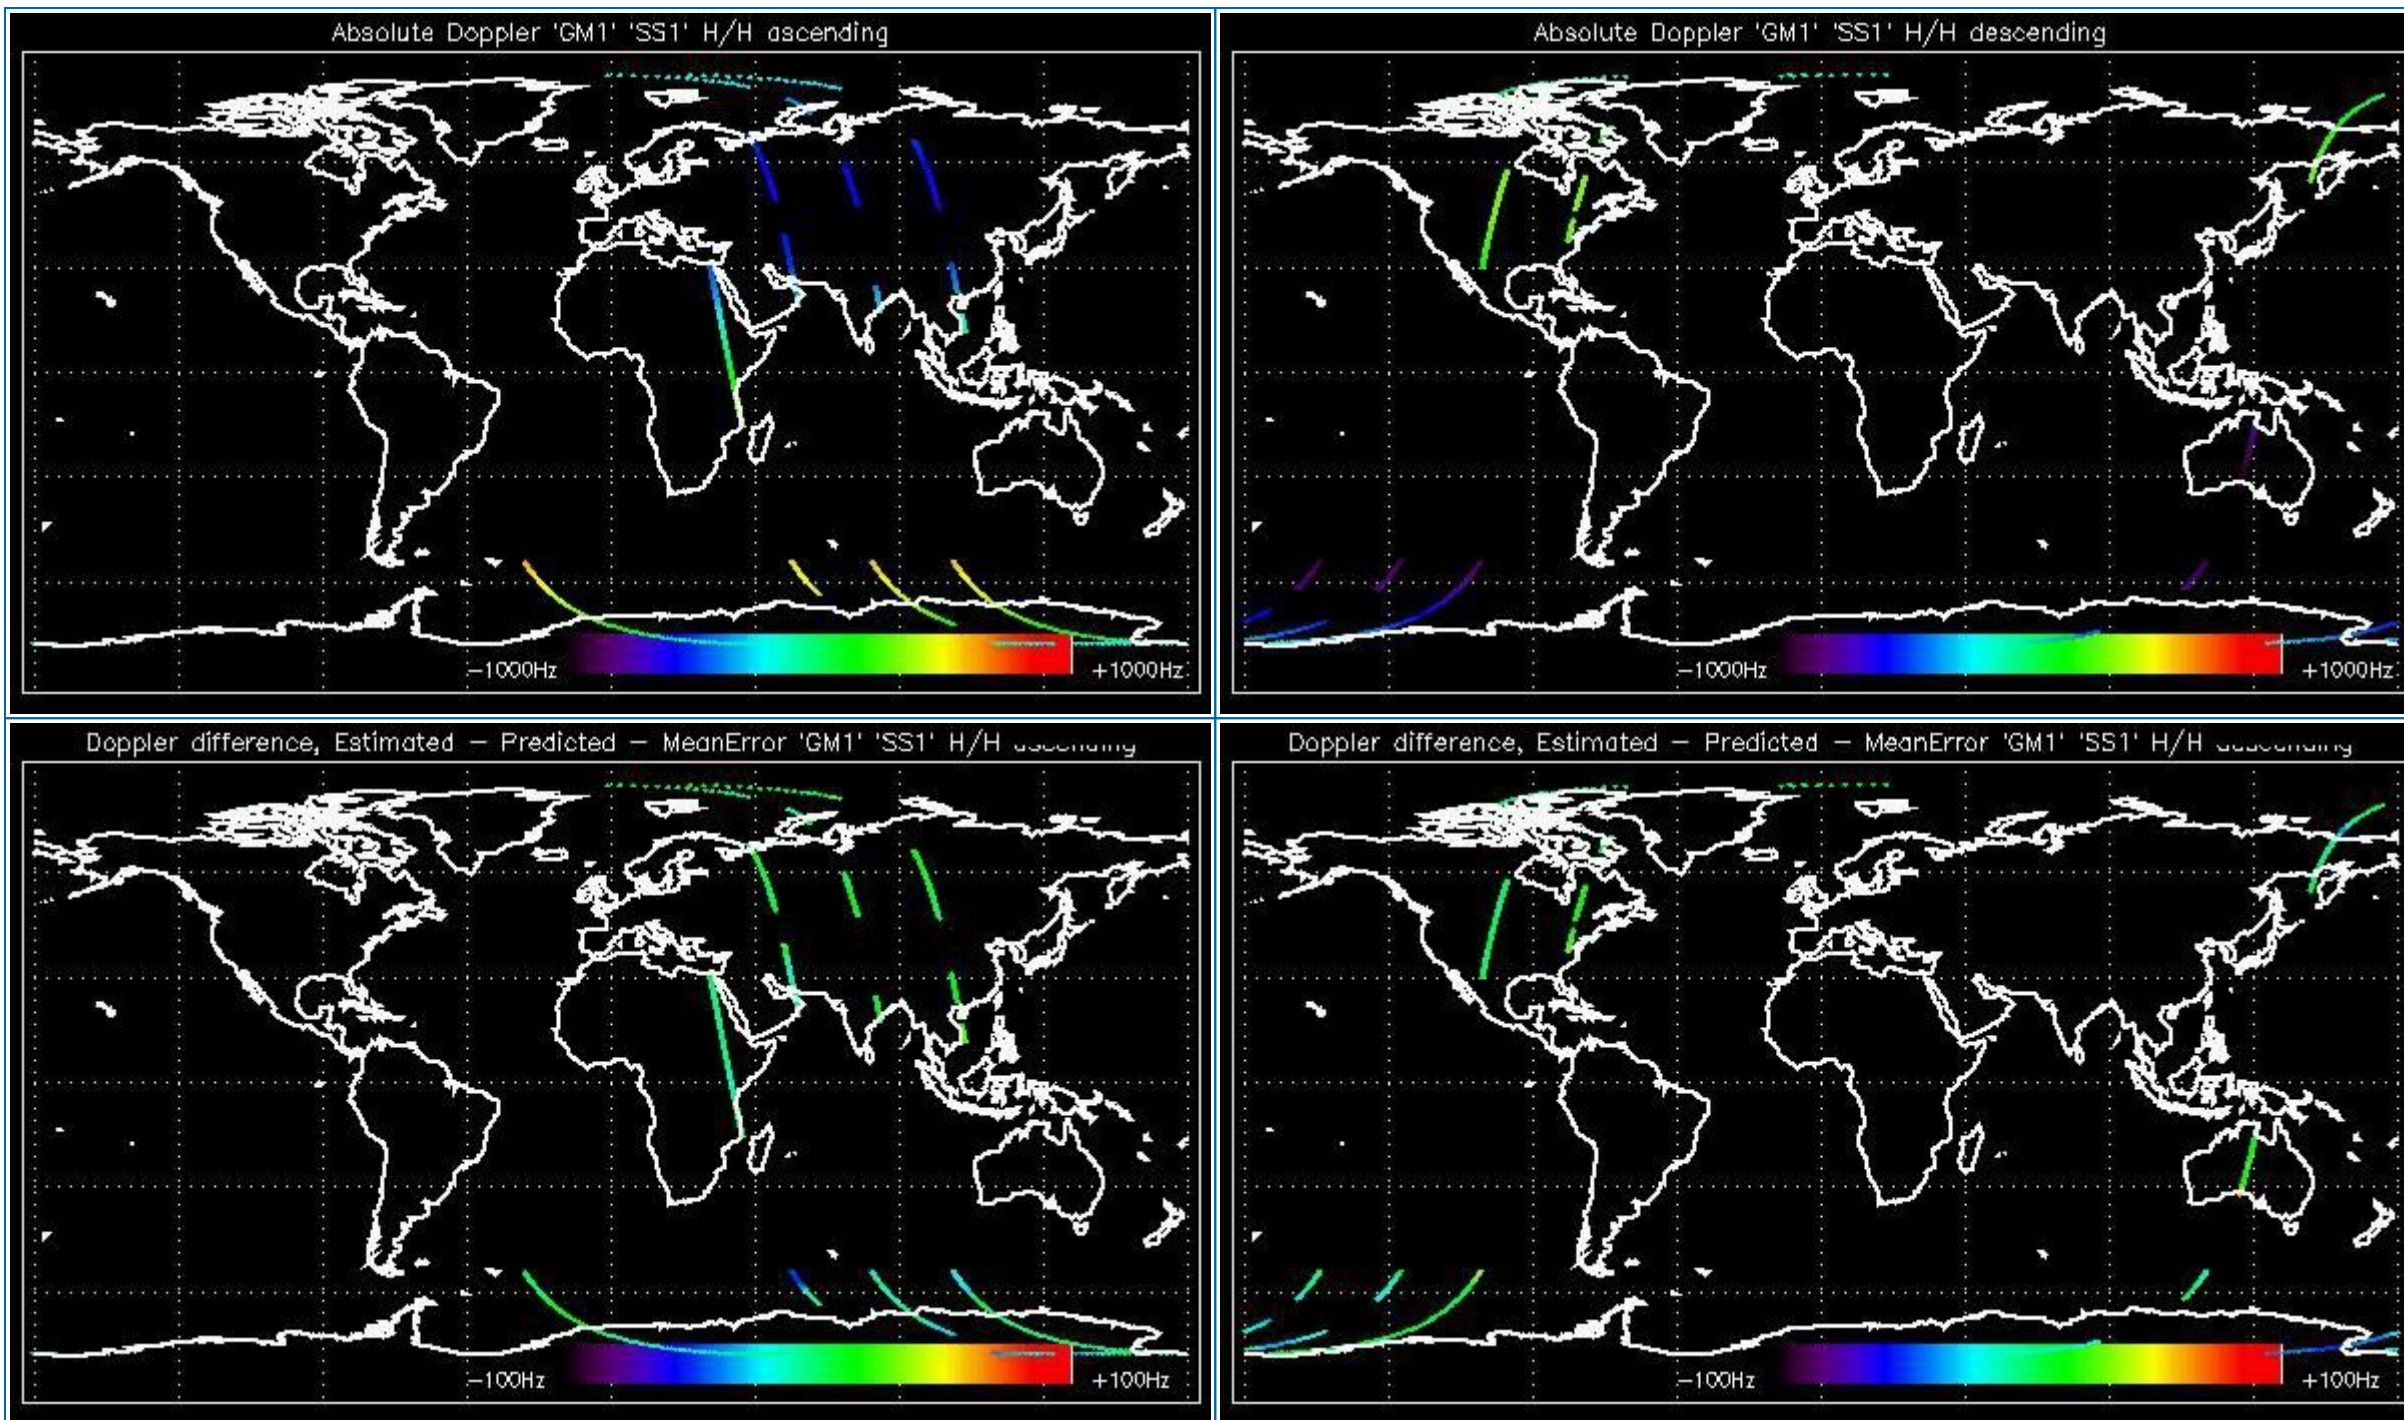 Absolute Doppler 'GM1' 'SS1' H/H ascending
−1000Hz
+1000Hz
Absolute Doppler 'GM1' 'SS1' H/H descending
−1000Hz
+1000Hz
Doppler difference, Estimated − Predicted − MeanError 'GM1' 'SS1' H/H ascending
−100Hz
+100Hz
Doppler difference, Estimated − Predicted − MeanError 'GM1' 'SS1' H/H
−100Hz
+100Hz